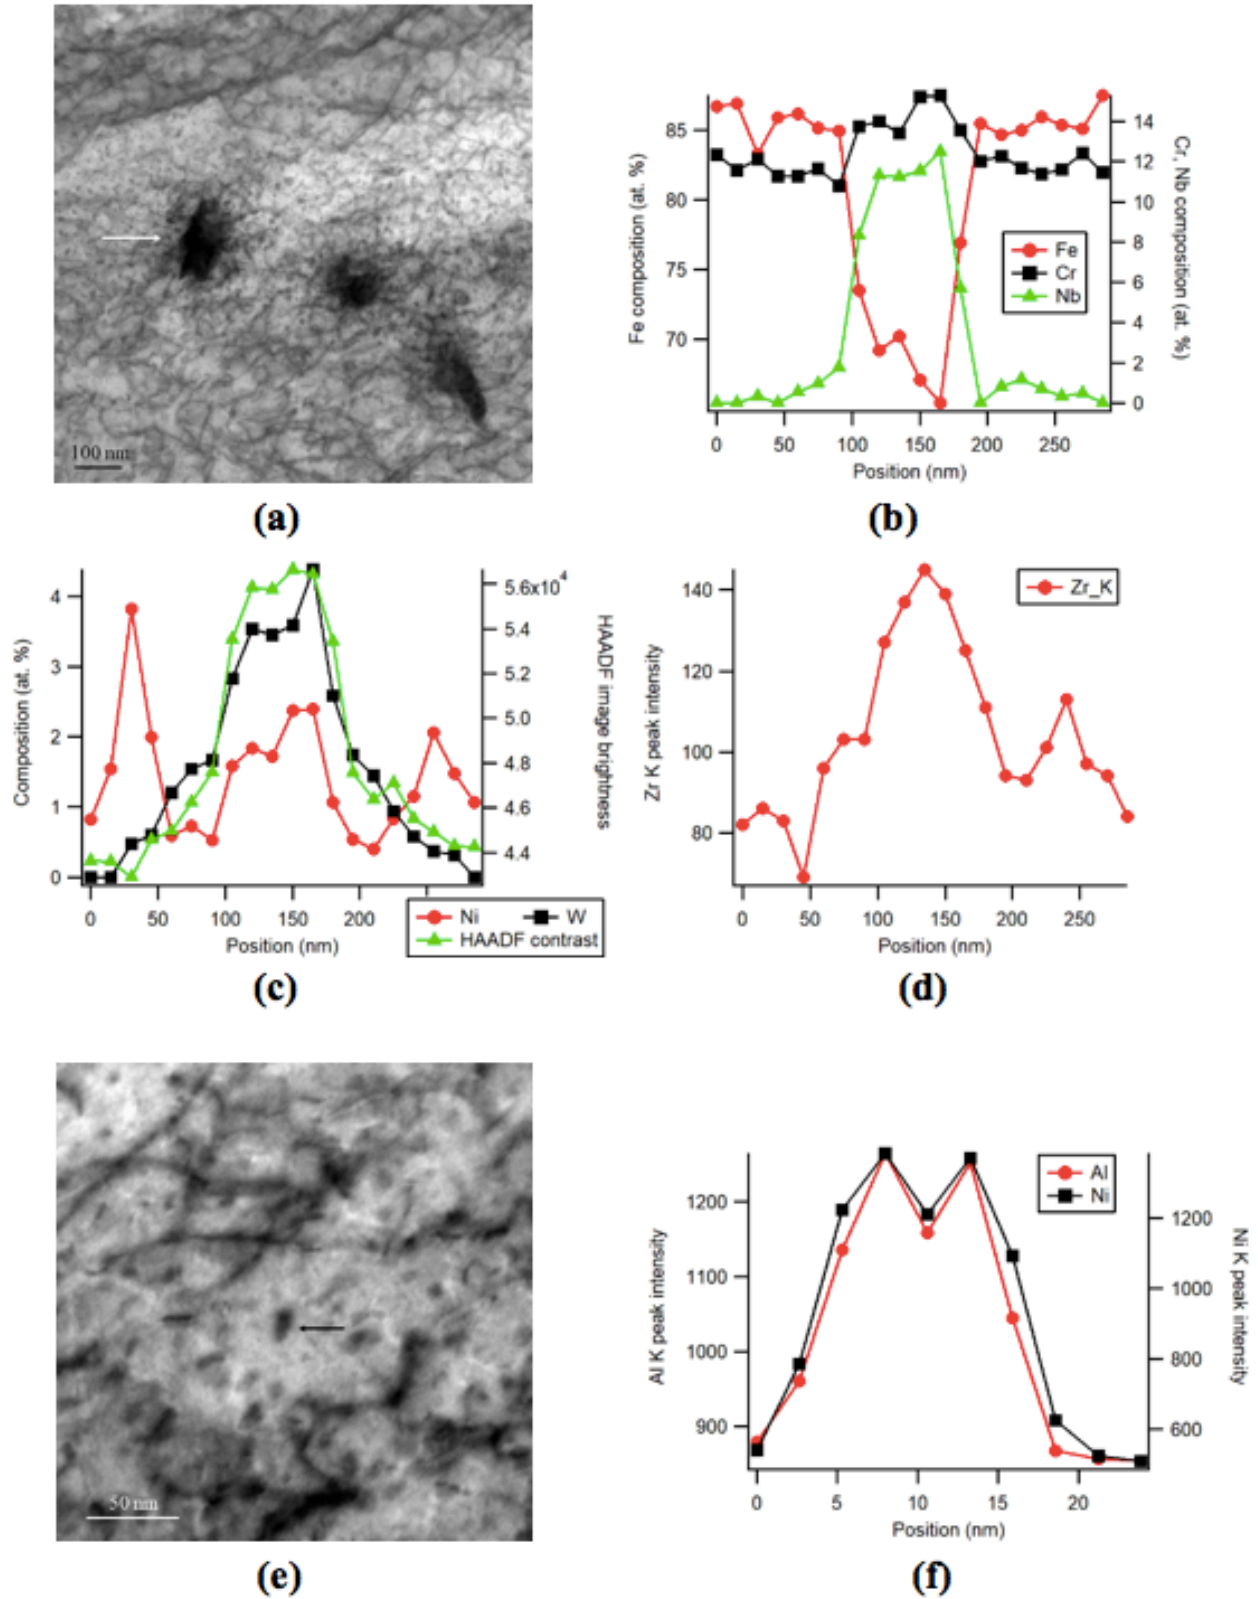 100 nm
(a)
Fe composition (at. %)
85
80
75
70
14
12
10
8
6
4
2
0
Cr, Nb composition (at. %)
Fe
Cr
Nb
0 50 100 150 200 250
Position (nm)
(b)
Composition (at. %)
4
3
2
1
0
5.6x10⁴
5.4
5.2
5.0
4.8
4.6
4.4
HAADF image brightness
0 50 100 150 200
Position (nm)
Ni W
HAADF contrast
(c)
Zr K peak intensity
140
120
100
80
Zr_K
0 50 100 150 200 250
Position (nm)
(d)
50 nm
(e)
Al K peak intensity
1200
1100
1000
900
Al
Ni
1200
1000
800
600
Ni K peak intensity
0 5 10 15 20
Position (nm)
(f)